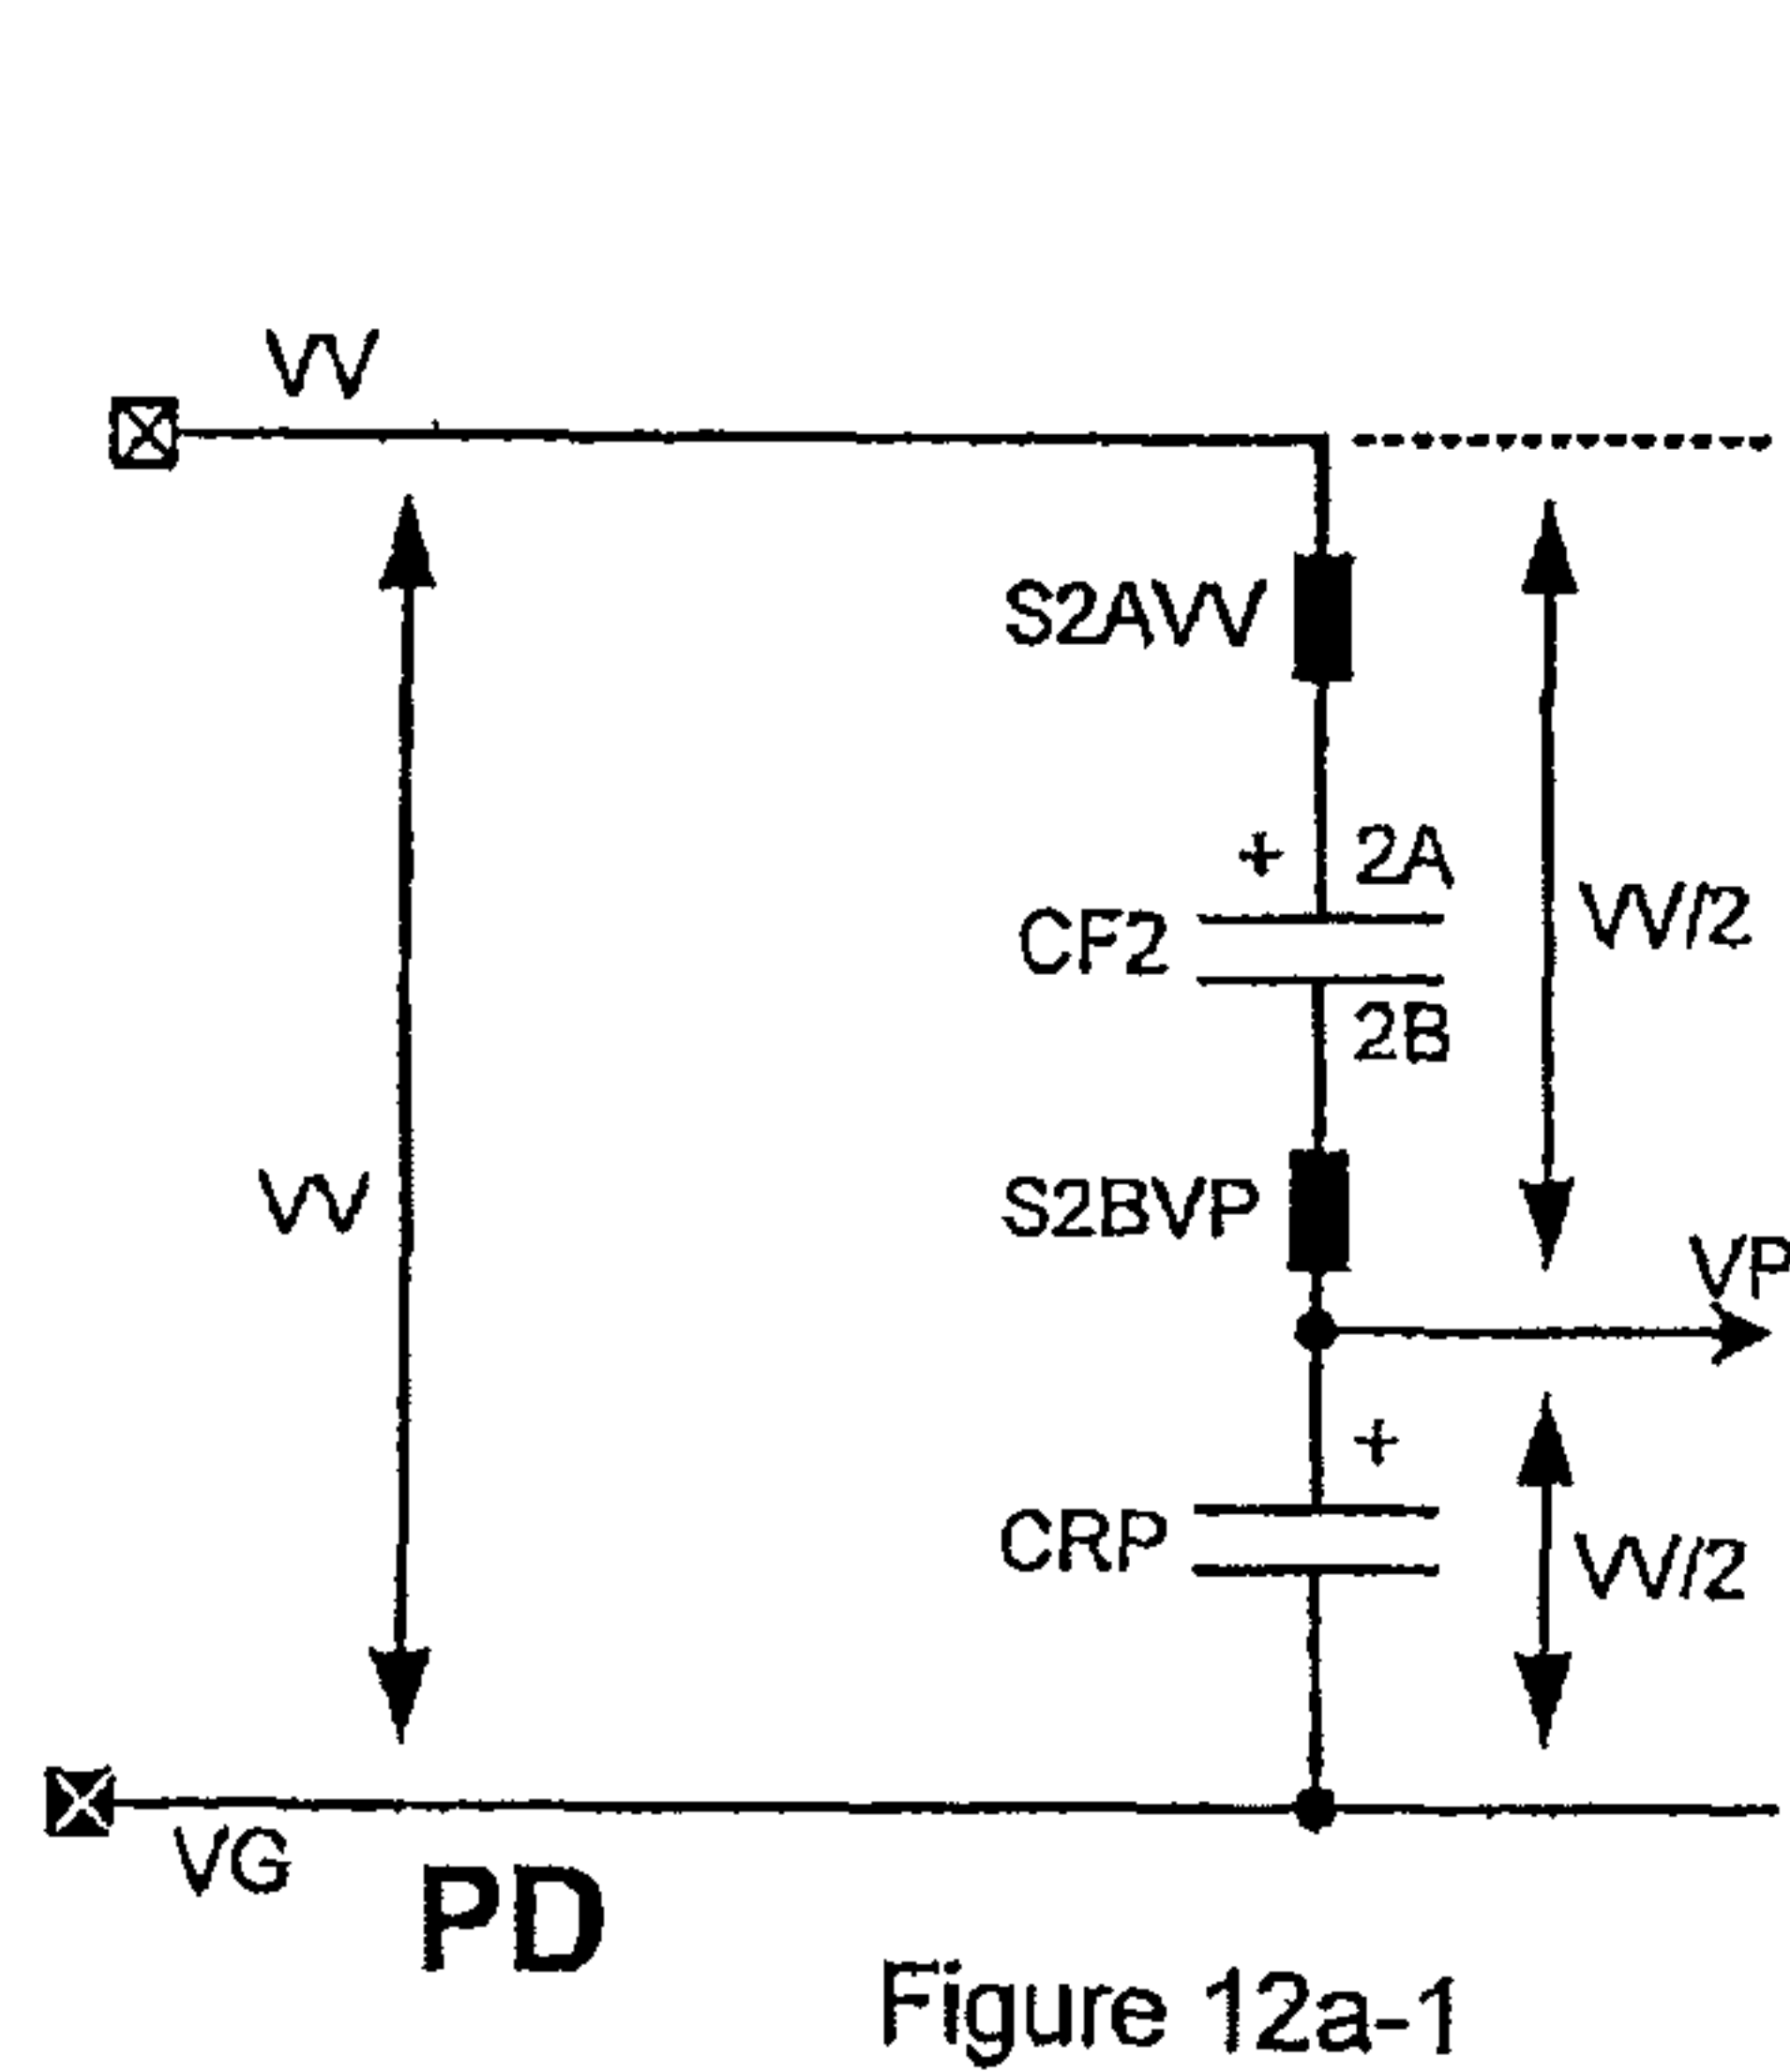 VV
S2AVV
+
2A
CF2
VV/2
2B
VV
S2BVP
VP
+
CRP
VV/2
VG
PD
Figure 12a-1